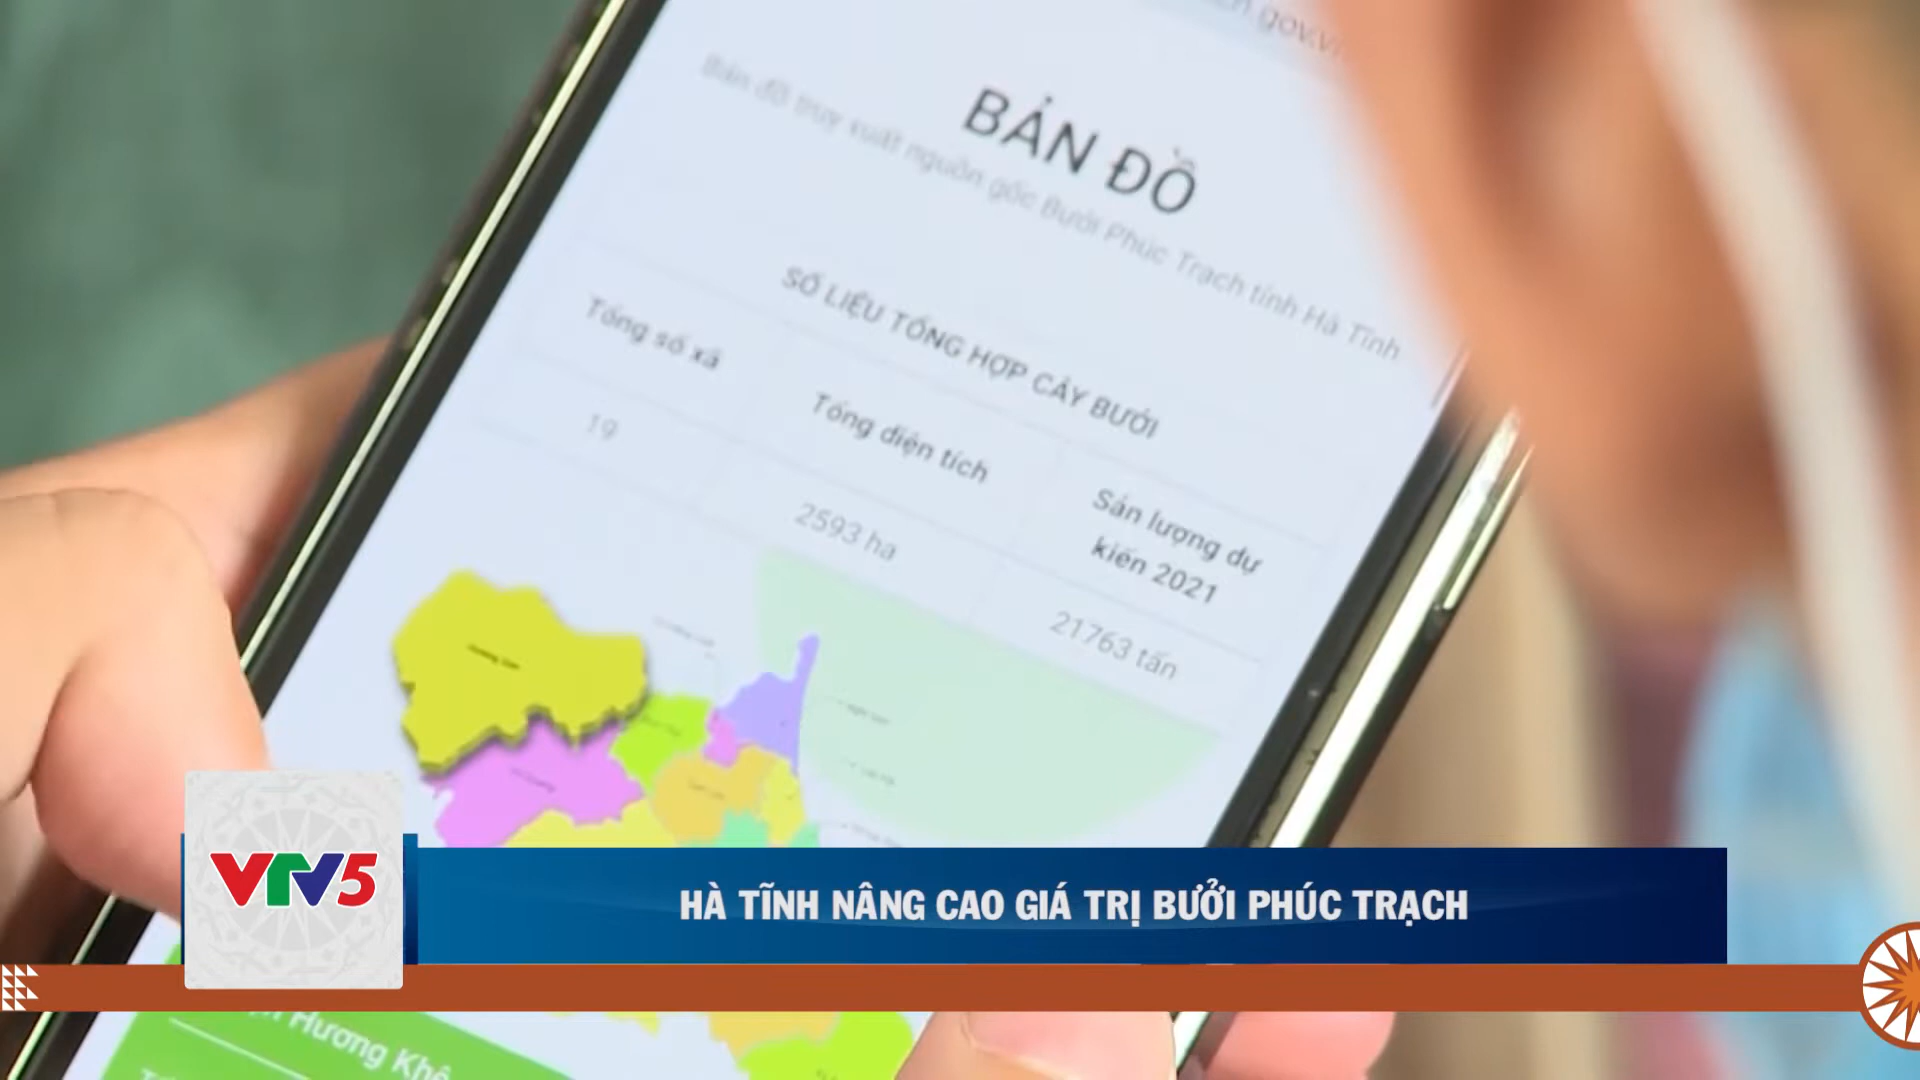 gov.v
BẢN ĐỒ
Bản đồ truy xuất nguồn gốc Bưởi Phúc Trạch tỉnh Hà Tĩnh
SỐ LIỆU TỔNG HỢP CÂY BƯỞI
Tổng số xã
Tổng diện tích
Sản lượng dự
kiến 2021
19
2593 ha
21763 tấn
VTV5
HÀ TĨNH NÂNG CAO GIÁ TRỊ BƯỞI PHÚC TRẠCH
Hương Khê